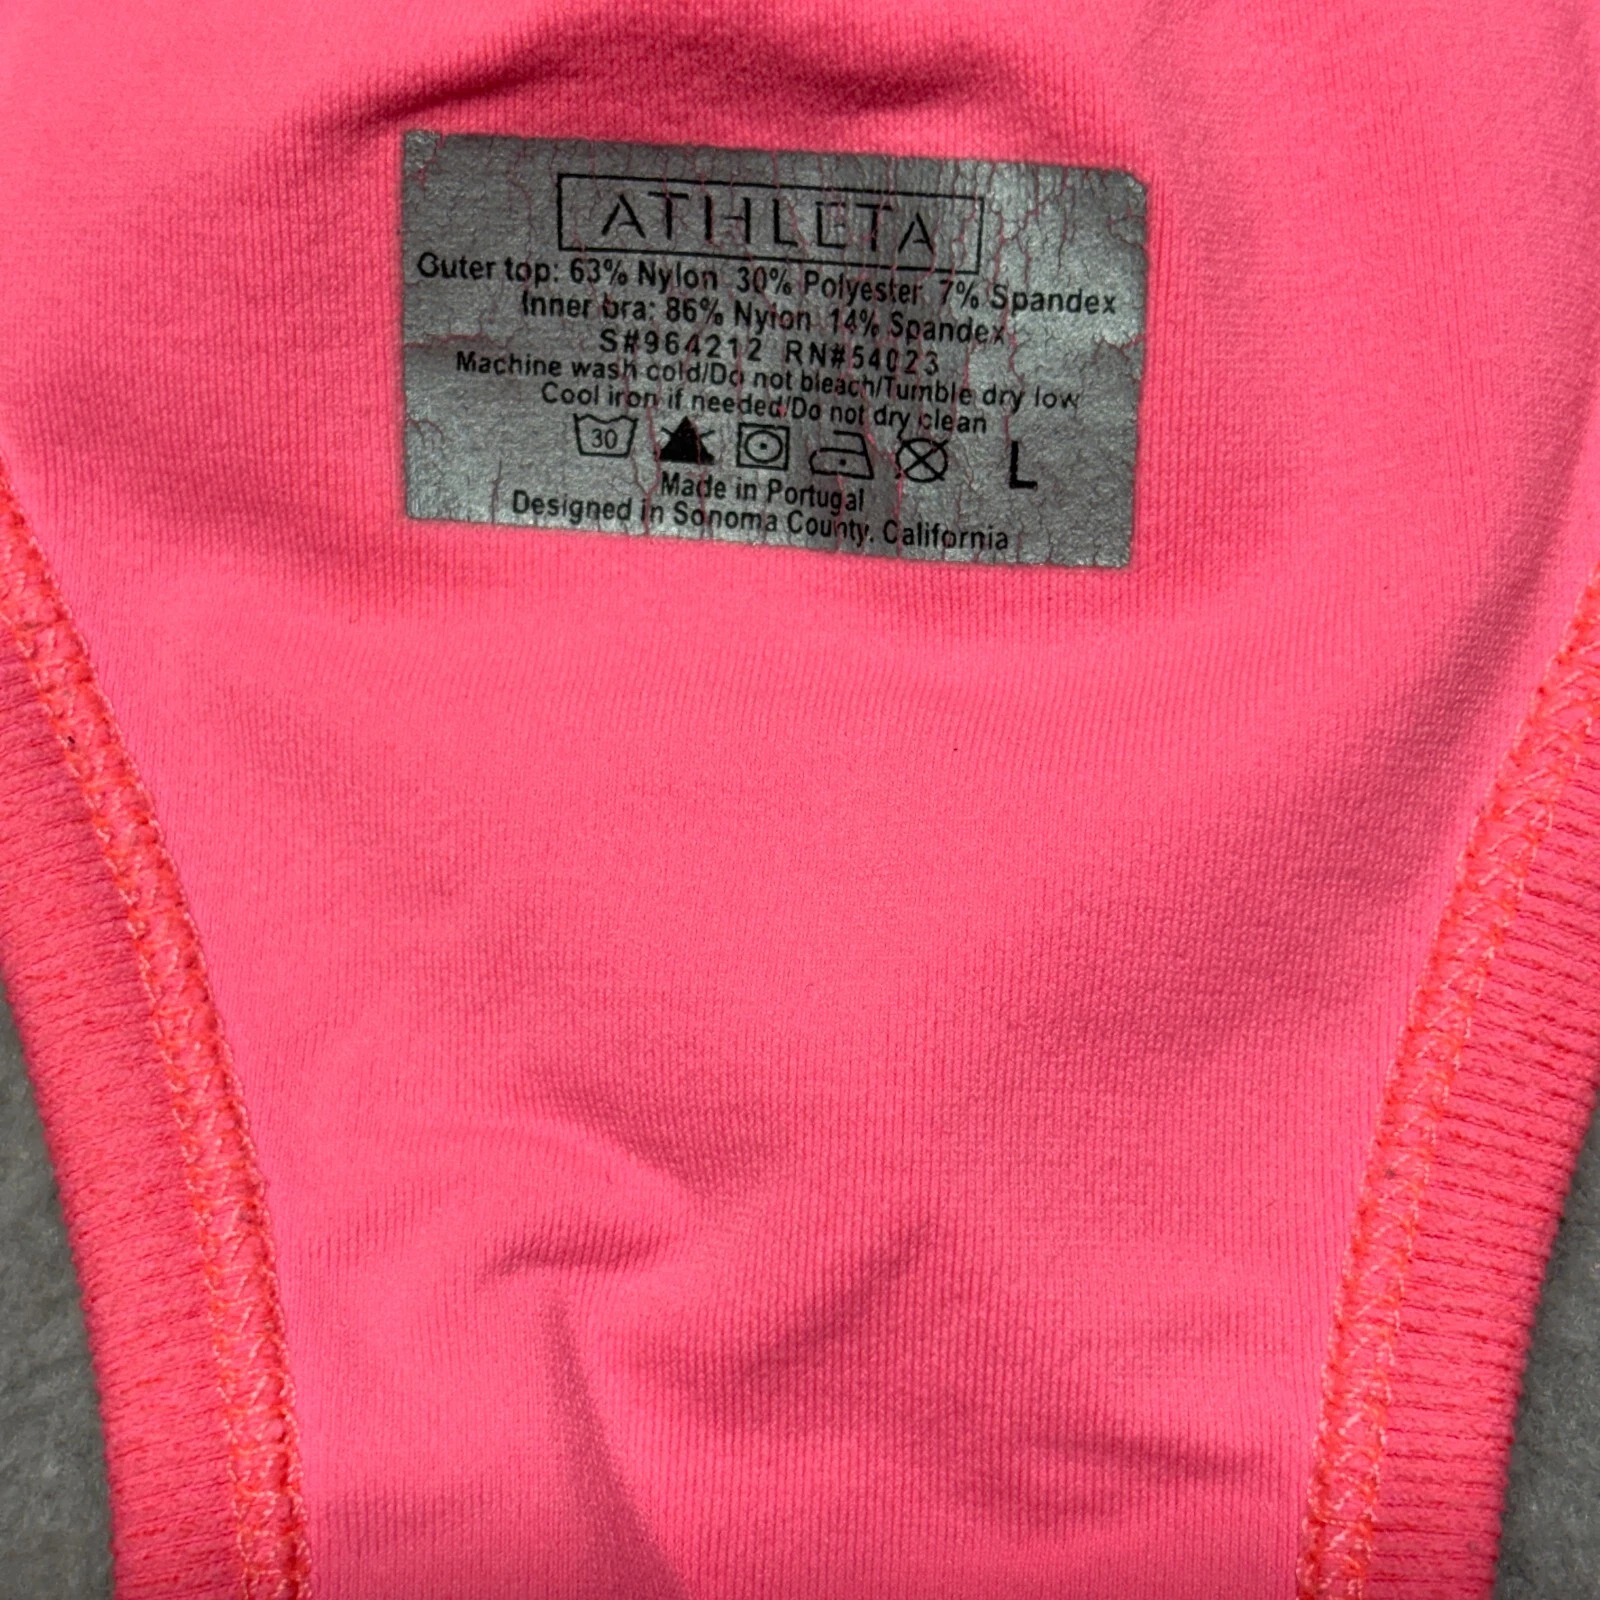 ATHLETA
Outer top: 63% Nylon 30% Polyester 7% Spandex
Inner bra: 86% Nylon 14% Spandex
S#964212 RN#54023
Machine wash cold/Do not bleach/Tumble dry low
Cool iron if needed/Do not dry clean
30 L
Made in Portugal
Designed in Sonoma County, California